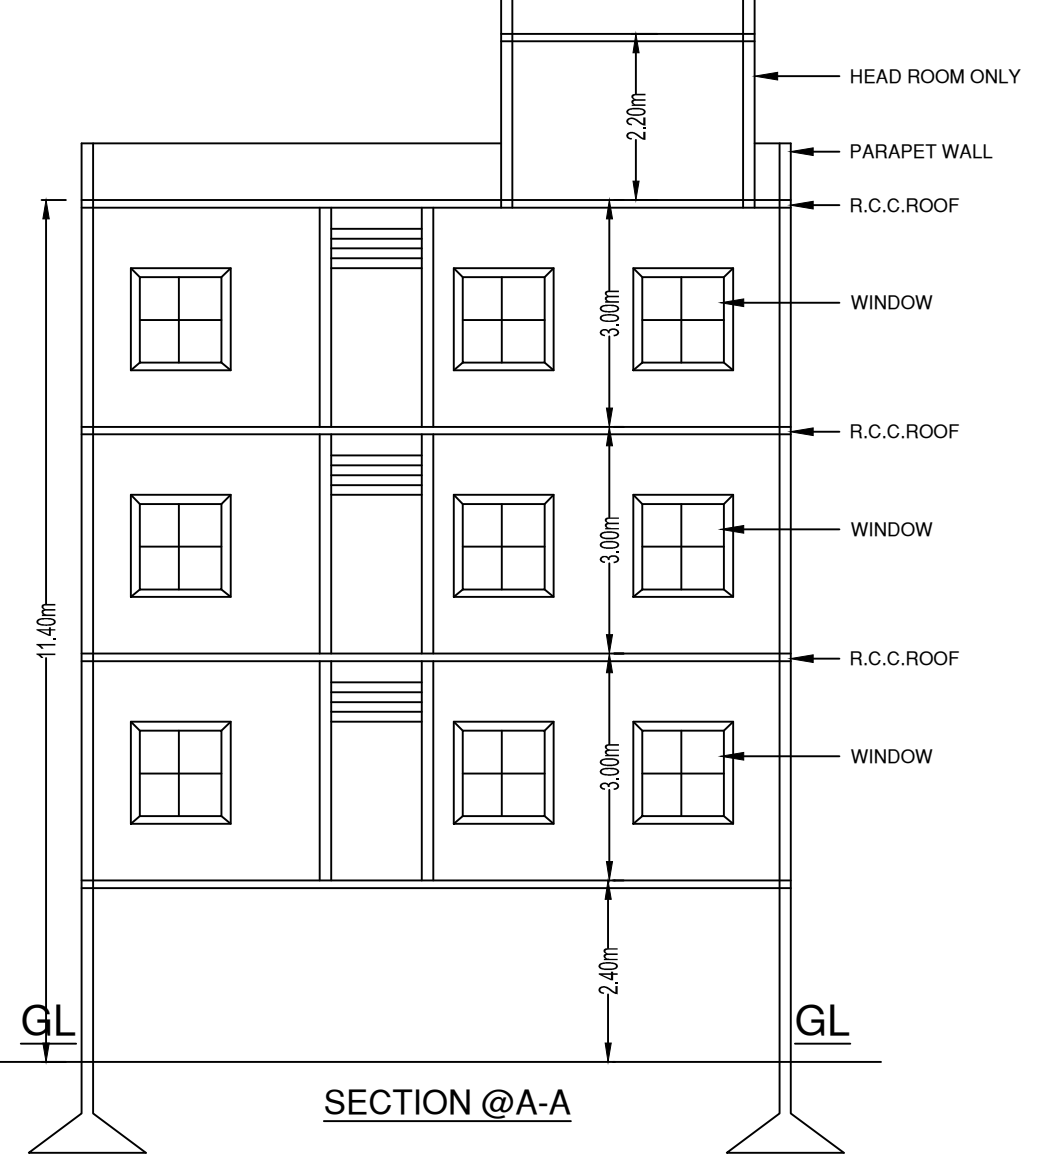 HEAD ROOM ONLY
2.20m
PARAPET WALL
R.C.C.ROOF
WINDOW
3.00m
R.C.C.ROOF
WINDOW
3.00m
11.40m
R.C.C.ROOF
WINDOW
3.00m
2.40m
GL
GL
SECTION @A-A